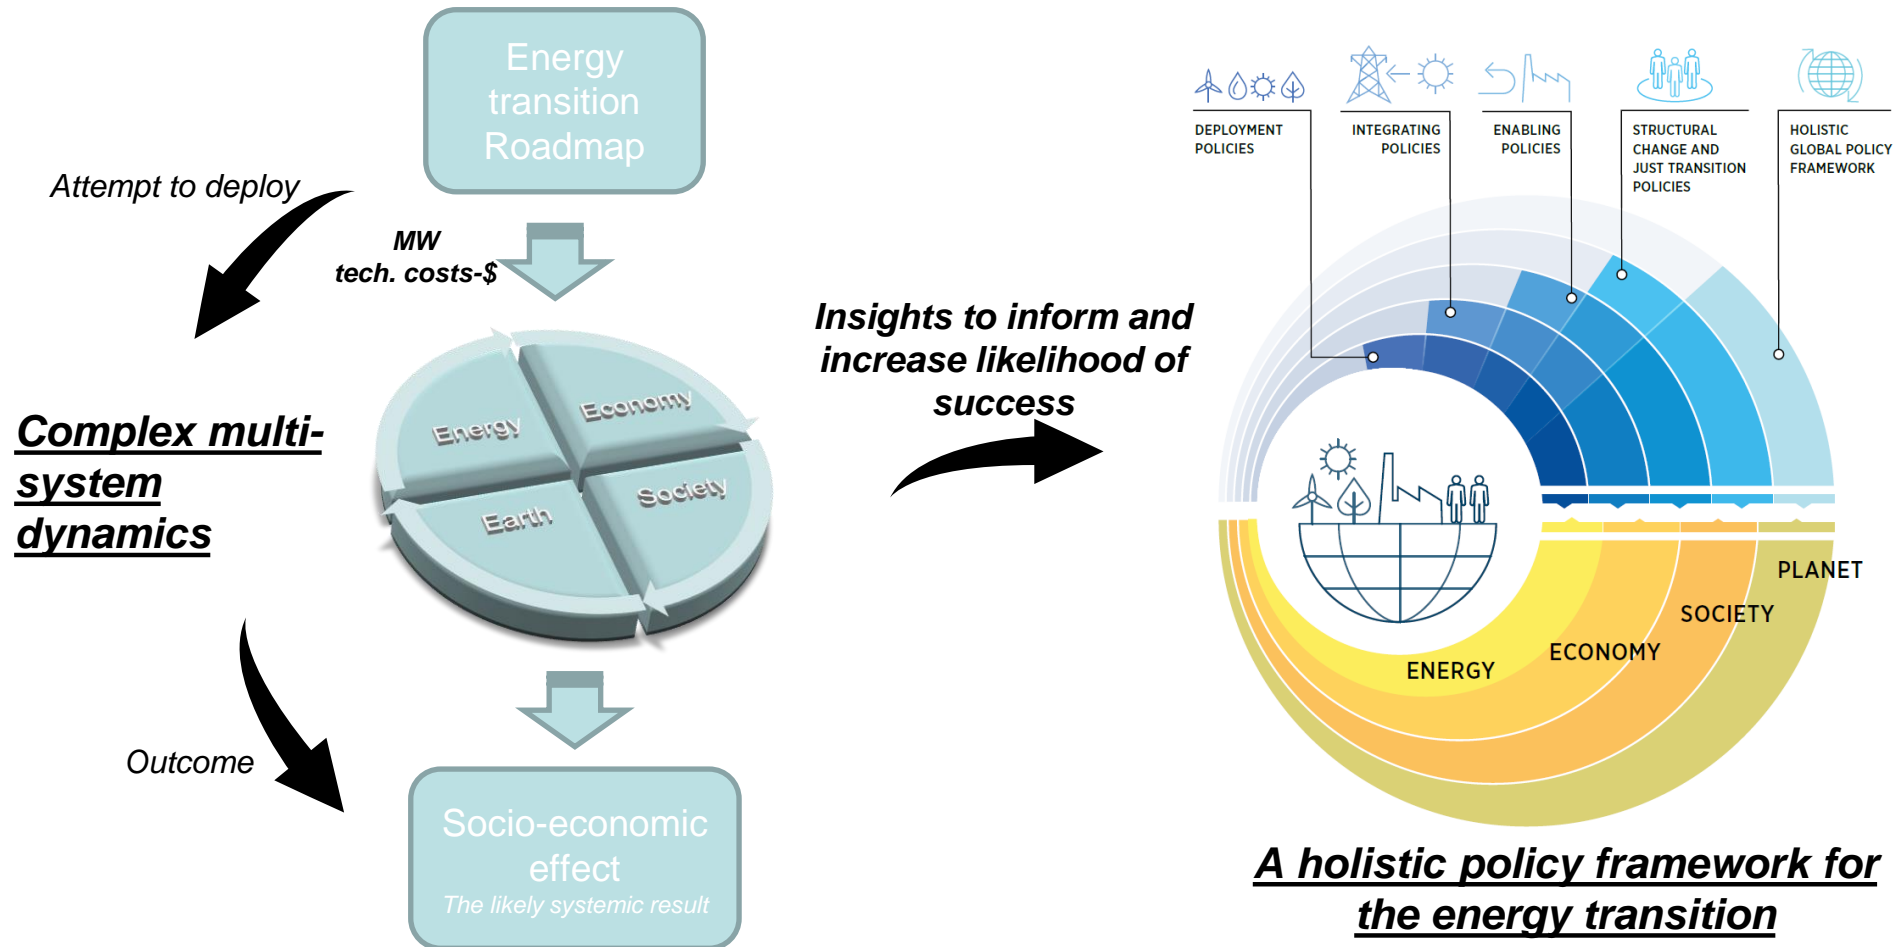 Energy
transition
Roadmap
Attempt to deploy
MW
tech. costs-$
Complex multi-
system
dynamics
Energy
Economy
Earth
Society
Outcome
Socio-economic
effect
The likely systemic result
Insights to inform and
increase likelihood of
success
DEPLOYMENT
POLICIES
INTEGRATING
POLICIES
ENABLING
POLICIES
STRUCTURAL
CHANGE AND
JUST TRANSITION
POLICIES
HOLISTIC
GLOBAL POLICY
FRAMEWORK
PLANET
SOCIETY
ECONOMY
ENERGY
A holistic policy framework for
the energy transition